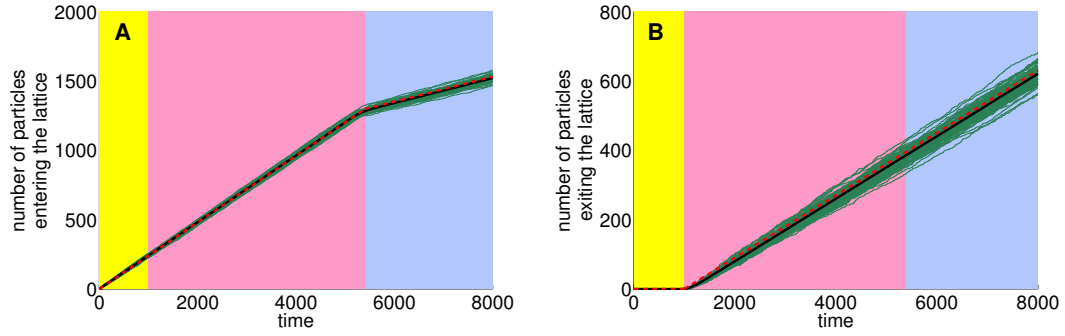 A
2000
1500
1000
500
0
number of particles
entering the lattice
0 2000 4000 6000 8000
time
B
800
600
400
200
0
number of particles
exiting the lattice
0 2000 4000 6000 8000
time